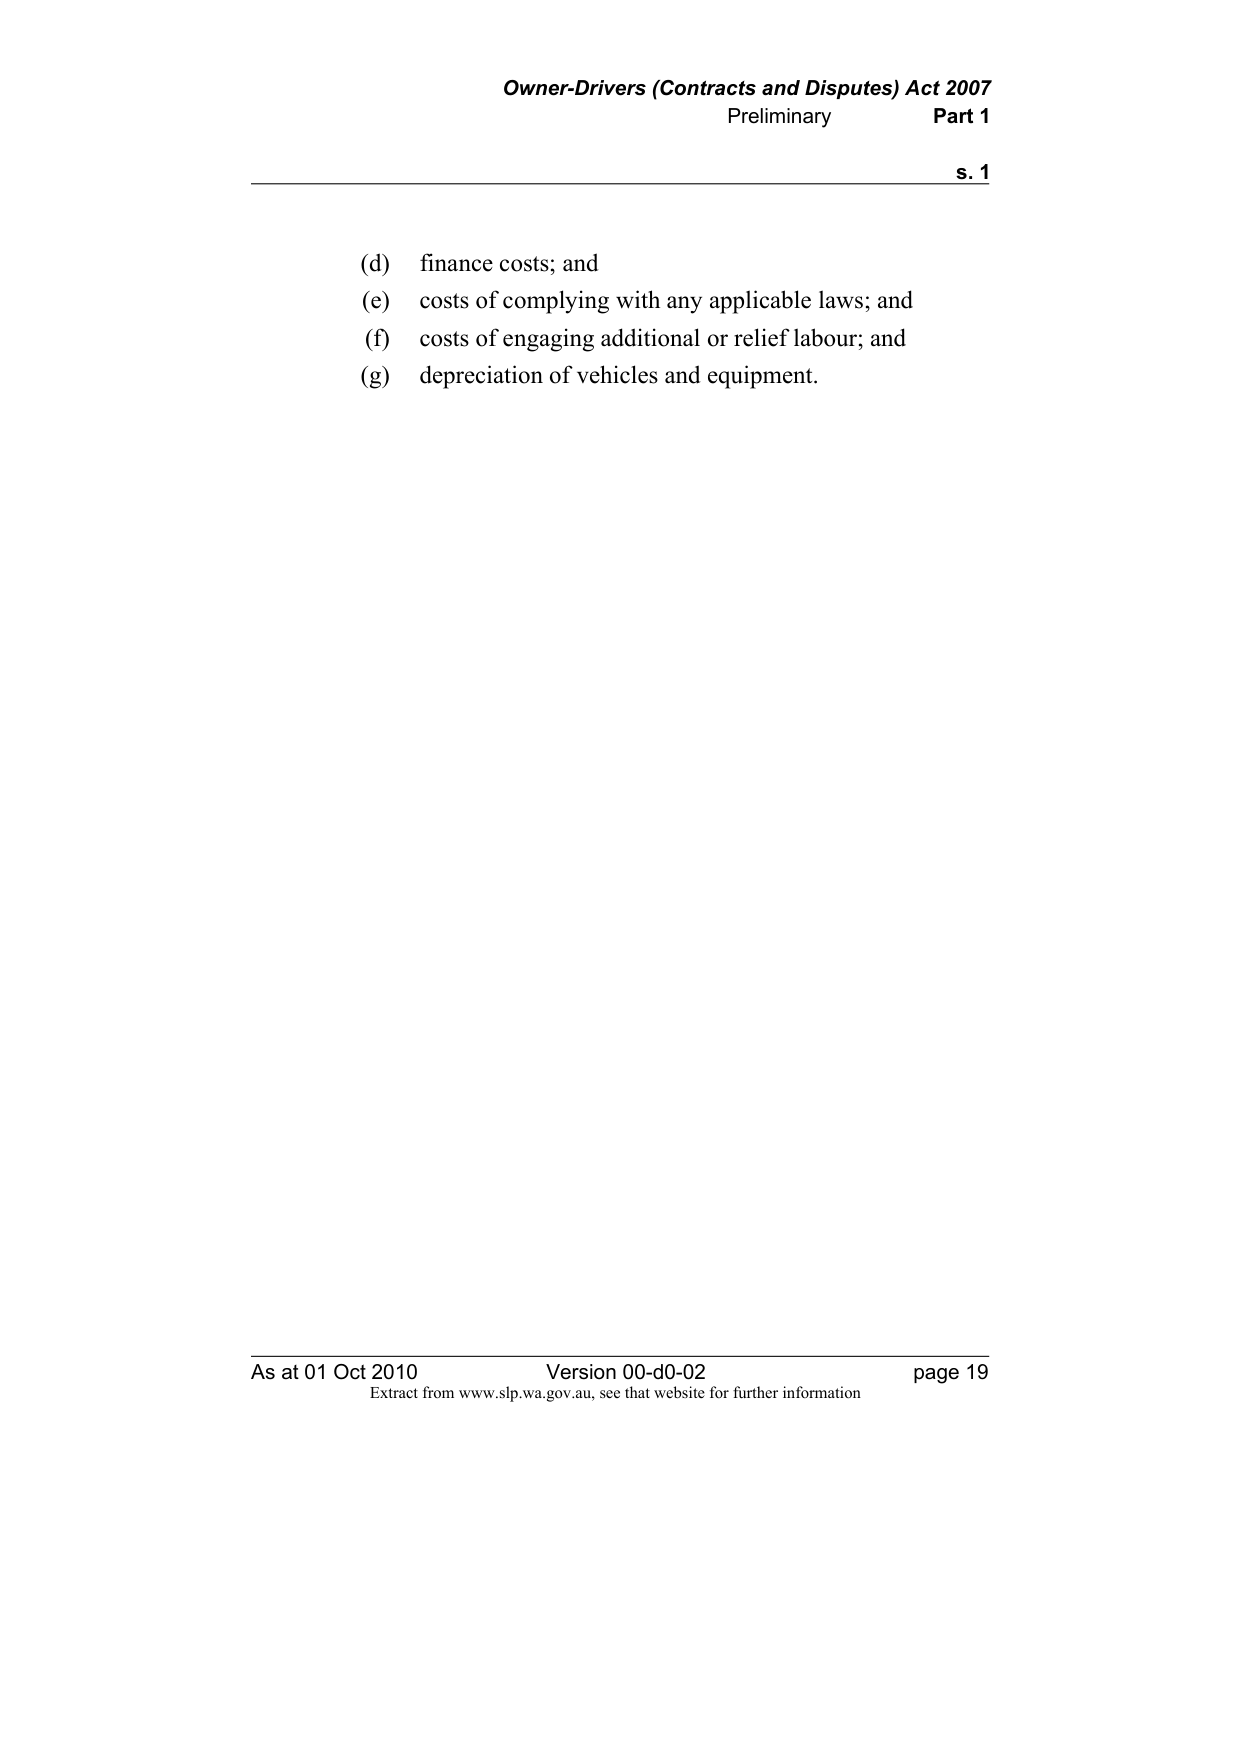 Owner-Drivers (Contracts and Disputes) Act 2007
Preliminary Part 1
s. 1
(d) finance costs; and
(e) costs of complying with any applicable laws; and
(f) costs of engaging additional or relief labour; and
(g) depreciation of vehicles and equipment.
As at 01 Oct 2010 Version 00-d0-02 page 19
Extract from www.slp.wa.gov.au, see that website for further information